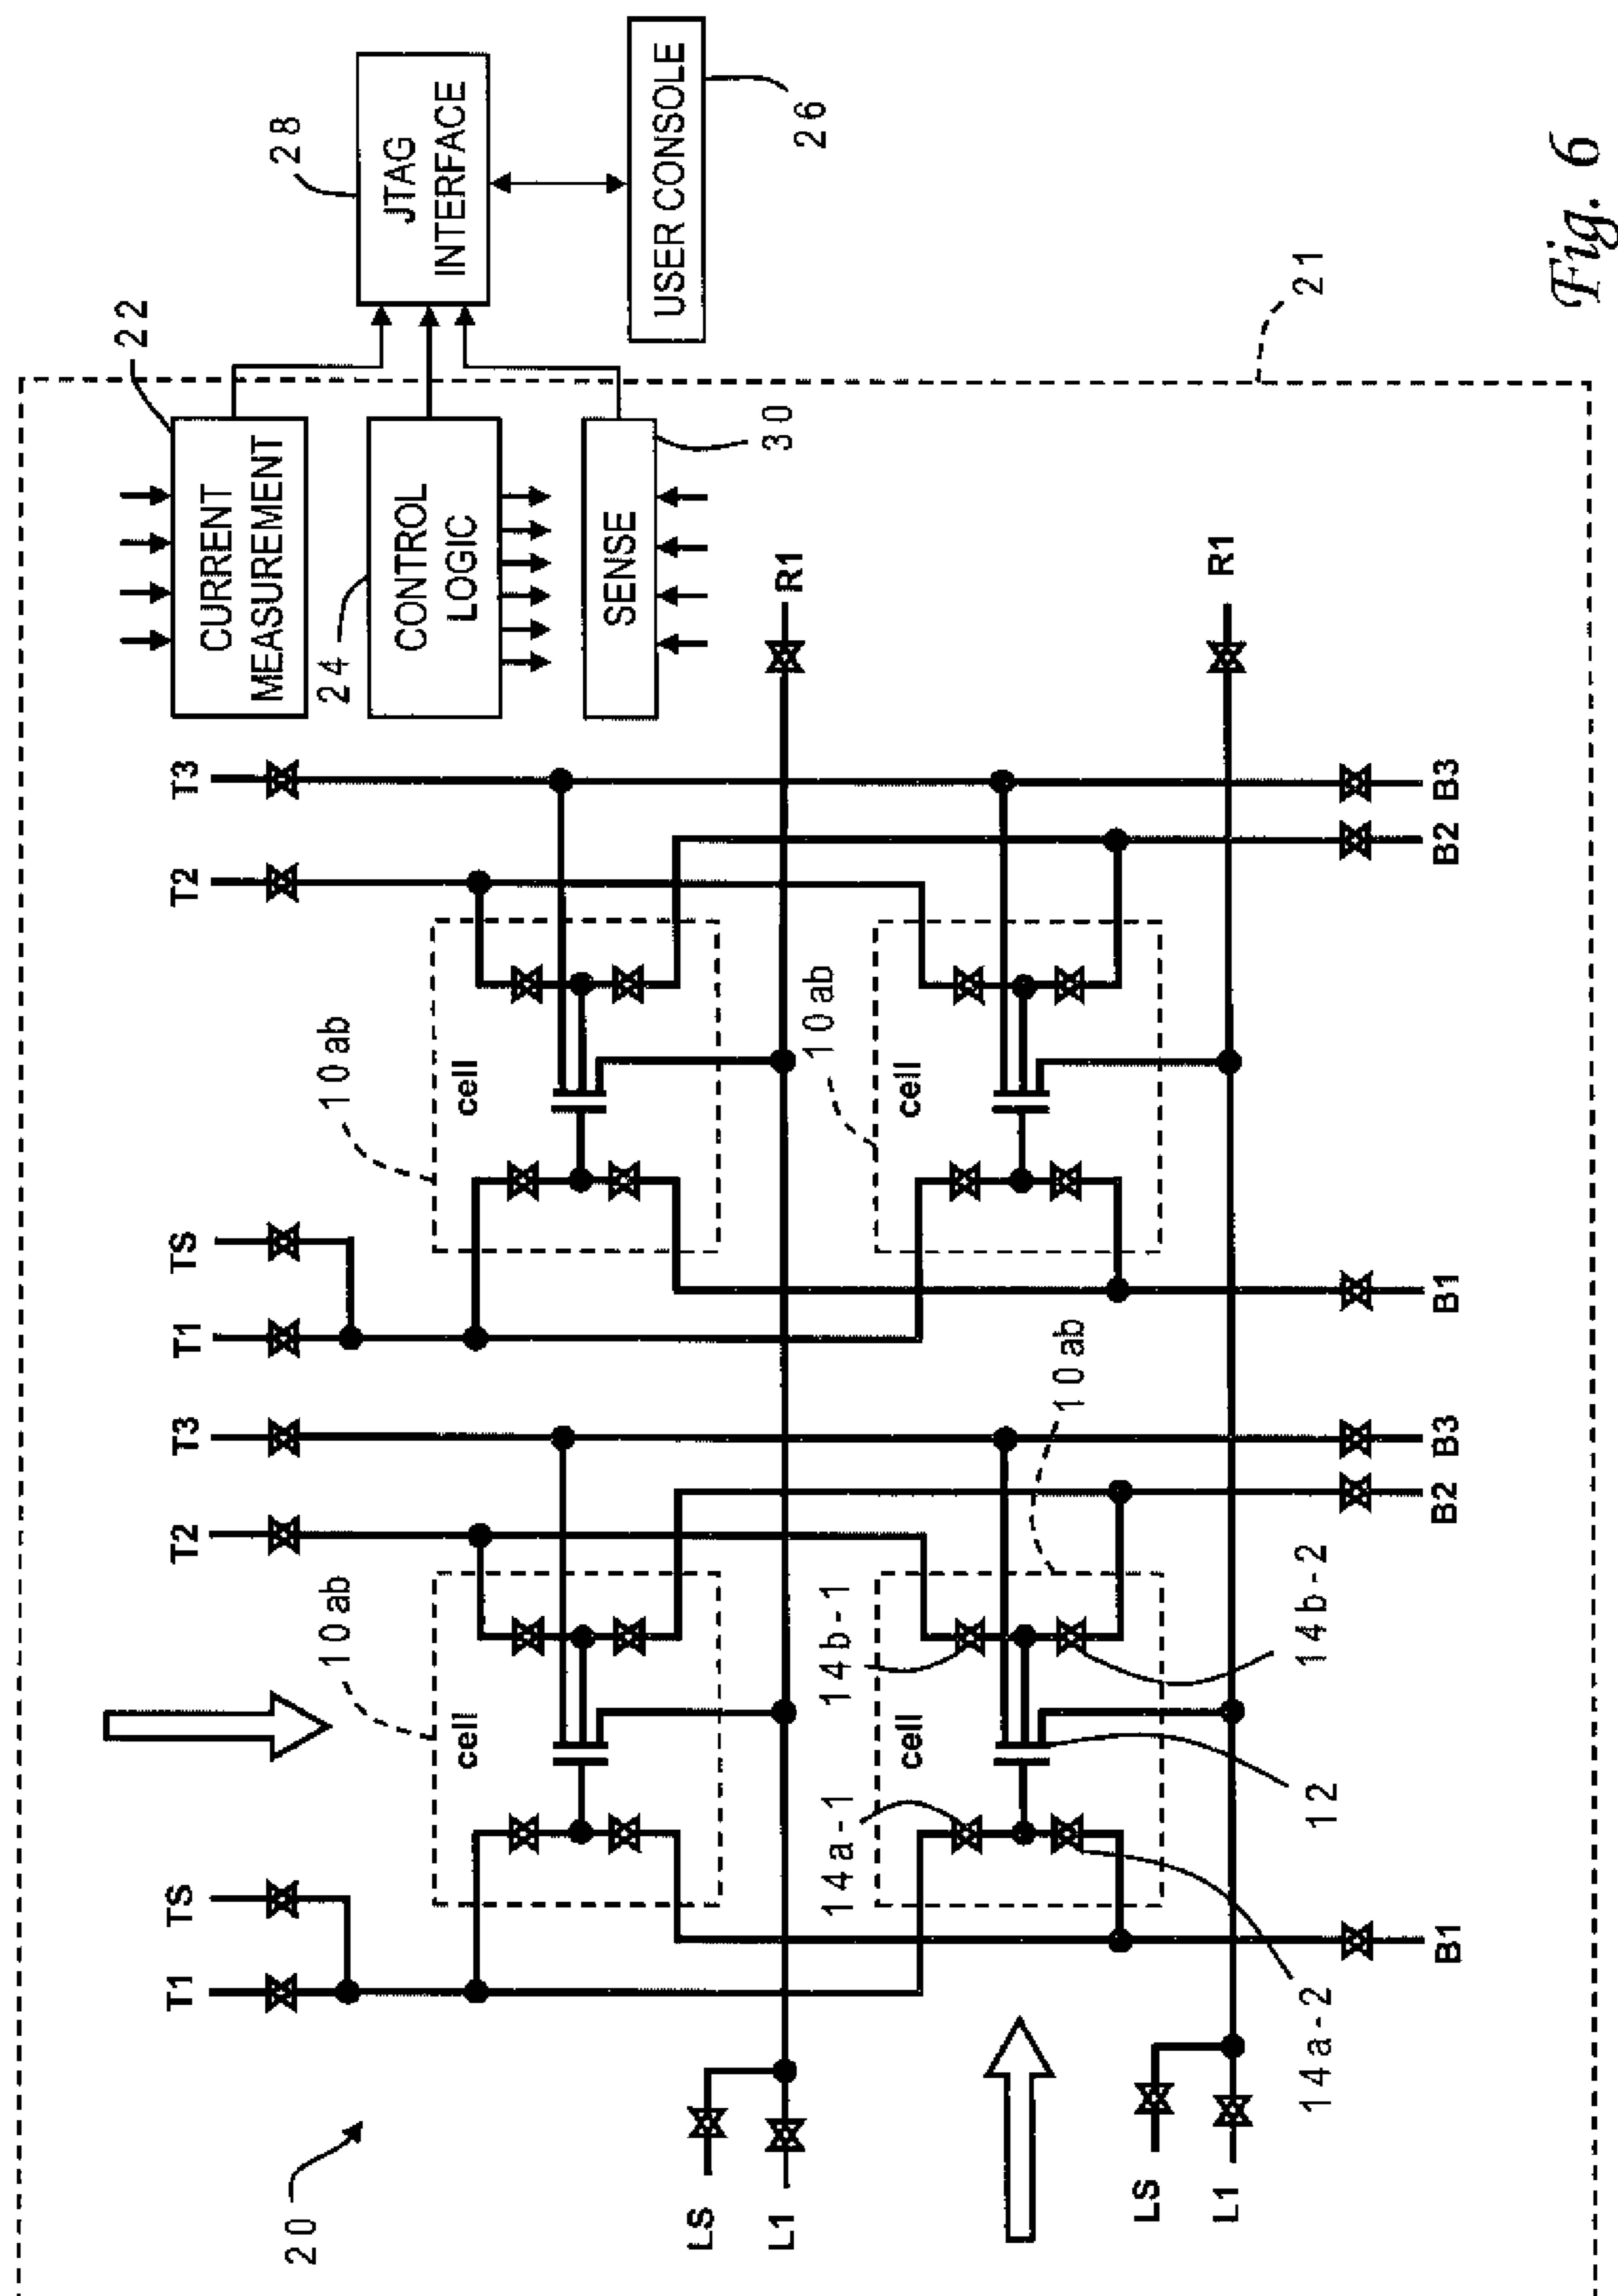 20
T1
TS
T2
T3
T1
TS
T2
T3
22
CURRENT
MEASUREMENT
24
CONTROL
LOGIC
SENSE
30
28
JTAG
INTERFACE
USER CONSOLE
26
10ab
cell
10ab
cell
LS
L1
R1
14a-1
cell
14b-1
10ab
cell
10ab
LS
L1
R1
14a-2
12
14b-2
B1
B2
B3
B1
B2
B3
21
Fig. 6